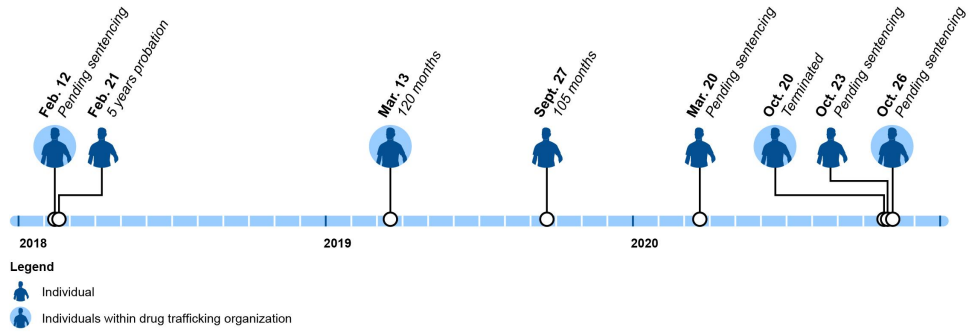 Feb. 12
Pending sentencing
Feb. 21
5 years probation
Mar. 13
120 months
Sept. 27
105 months
Mar. 20
Pending sentencing
Oct. 20
Terminated
Oct. 23
Pending sentencing
Oct. 26
Pending sentencing
2018
2019
2020
Legend
Individual
Individuals within drug trafficking organization